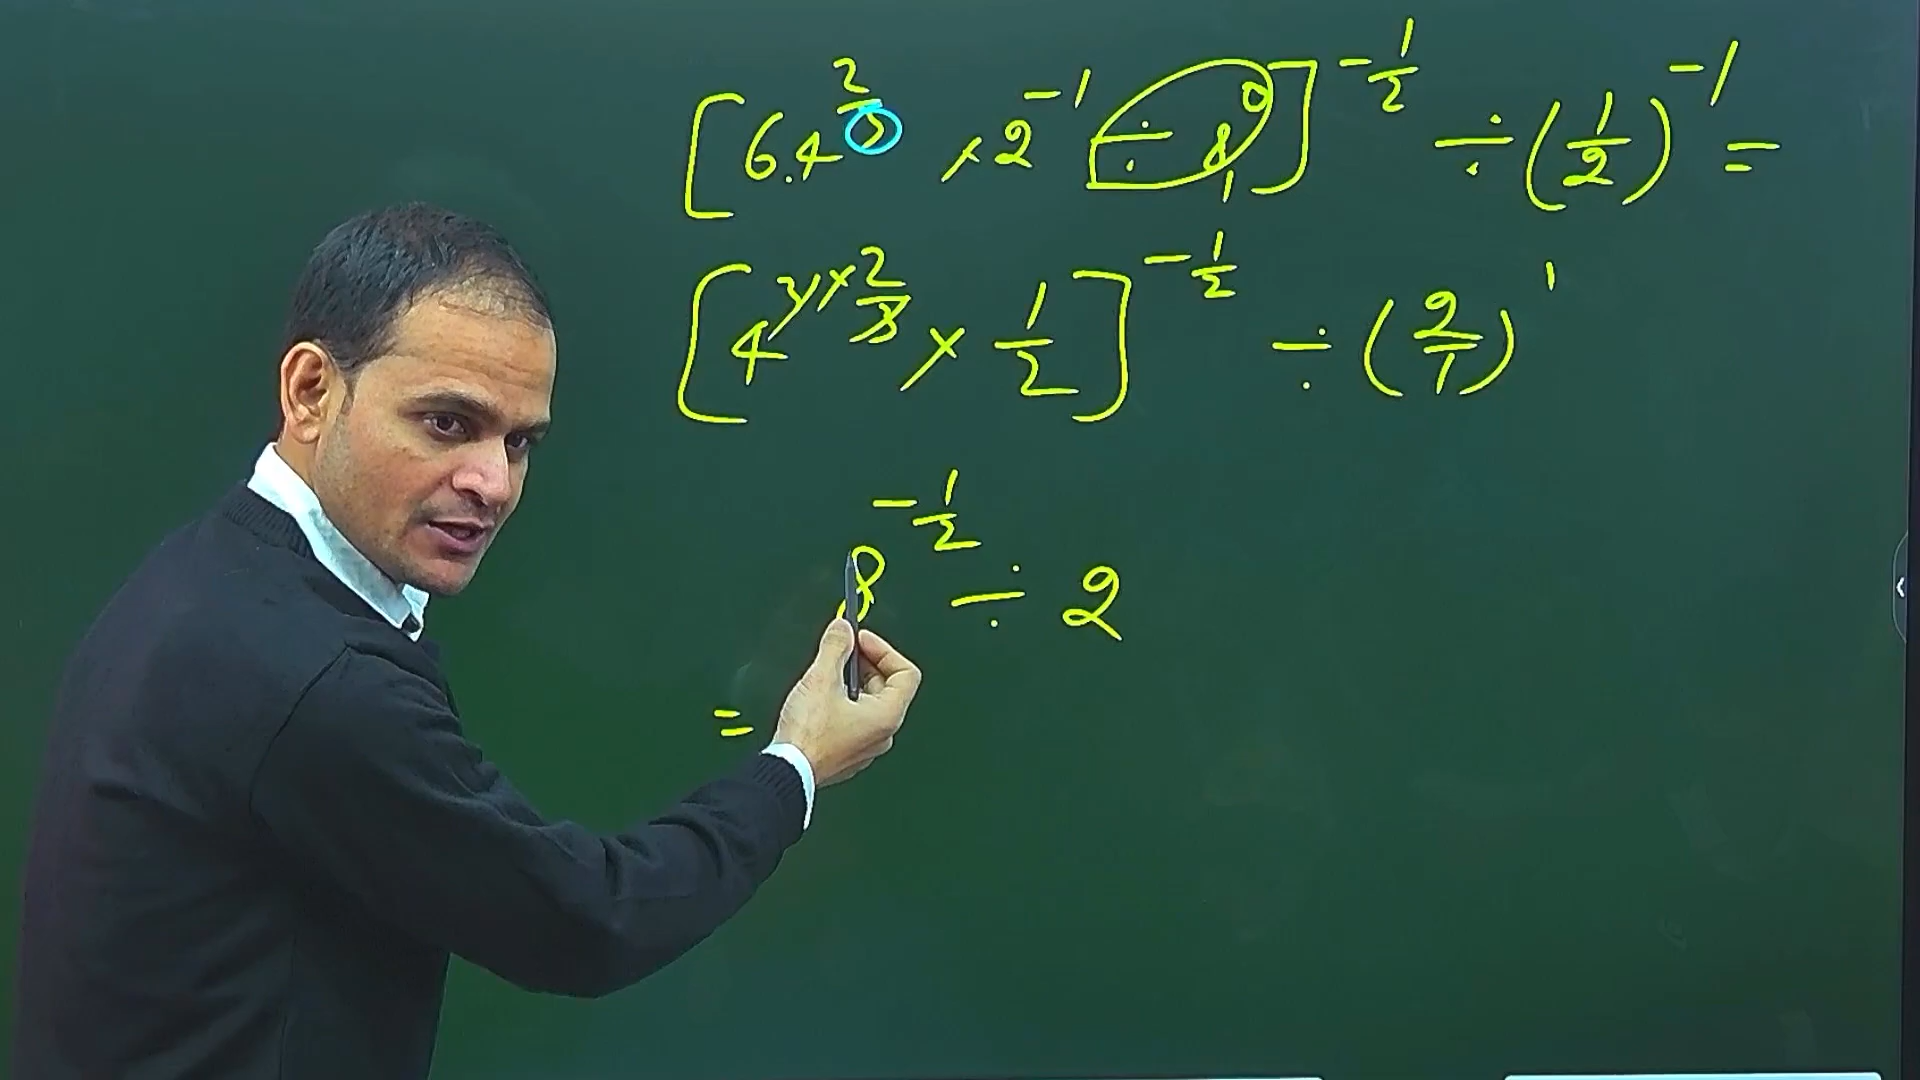 [64^(2/3) × 2^-1 ÷ 8^0]^(-1/2) ÷ (1/2)^-1 =
[4^(3×2/3) × 1/2]^(-1/2) ÷ (2/1)^1
8^(-1/2) ÷ 2
=